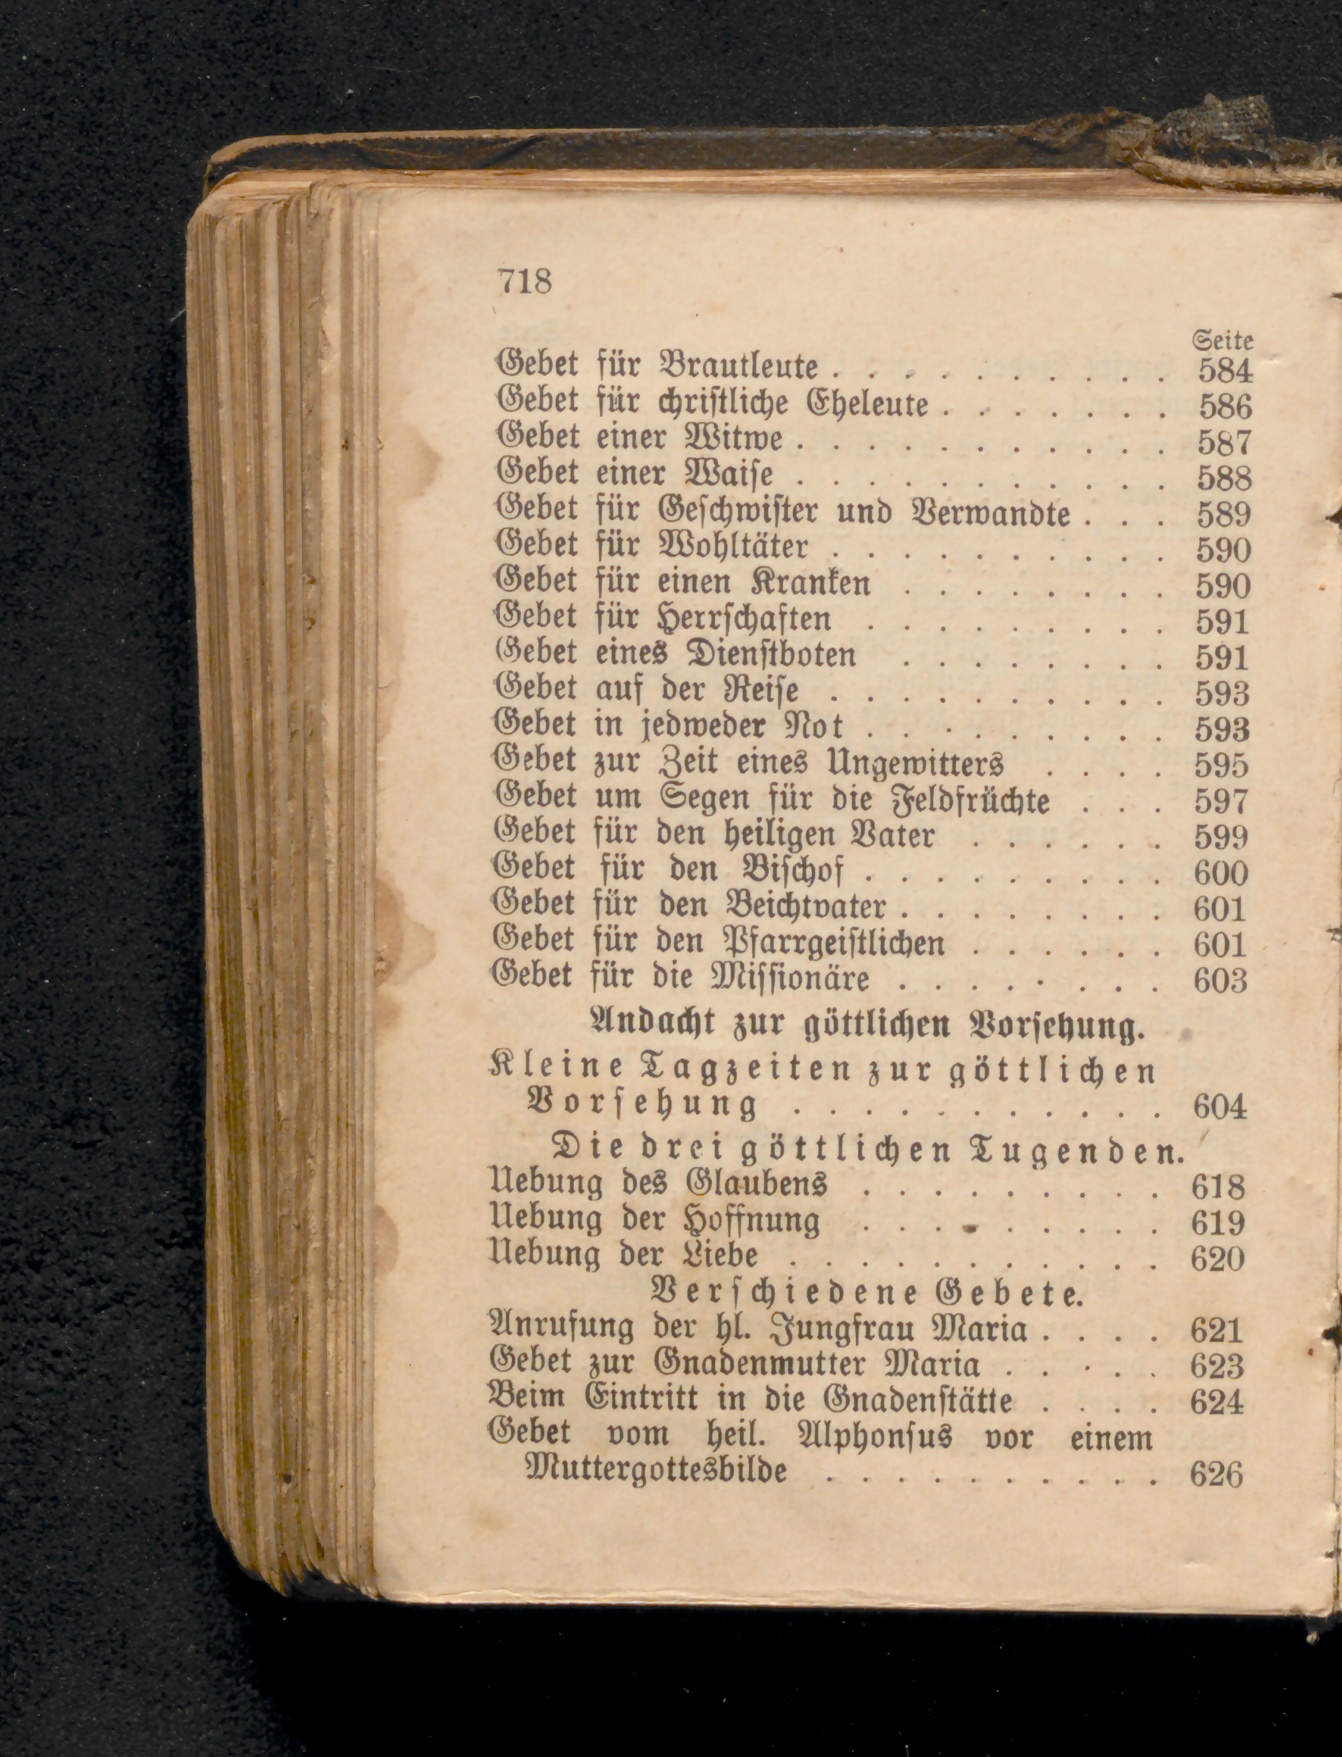 718
Seite
Gebet für Brautleute . . . . . . . . . . 584
Gebet für chriſtliche Eheleute . . . . . . . 586
Gebet einer Witwe . . . . . . . . . . . 587
Gebet einer Waiſe . . . . . . . . . . . 588
Gebet für Geſchwiſter und Verwandte . . . 589
Gebet für Wohltäter . . . . . . . . . . 590
Gebet für einen Kranken . . . . . . . . 590
Gebet für Herrſchaften . . . . . . . . . 591
Gebet eines Dienſtboten . . . . . . . . 591
Gebet auf der Reiſe . . . . . . . . . . 593
Gebet in jedweder Not . . . . . . . . . 593
Gebet zur Zeit eines Ungewitters . . . . 595
Gebet um Segen für die Feldfrüchte . . . 597
Gebet für den heiligen Vater . . . . . . 599
Gebet für den Biſchof . . . . . . . . . 600
Gebet für den Beichtvater . . . . . . . . 601
Gebet für den Pfarrgeiſtlichen . . . . . . 601
Gebet für die Miſſionäre . . . . . . . . 603
Andacht zur göttlichen Vorſehung.
Kleine Tagzeiten zur göttlichen
Vorſehung . . . . . . . . . . . 604
Die drei göttlichen Tugenden.
Uebung des Glaubens . . . . . . . . . 618
Uebung der Hoffnung . . . . . . . . . 619
Uebung der Liebe . . . . . . . . . . . 620
Verſchiedene Gebete.
Anrufung der hl. Jungfrau Maria . . . . 621
Gebet zur Gnadenmutter Maria . . . . . 623
Beim Eintritt in die Gnadenſtätte . . . . 624
Gebet vom heil. Alphonſus vor einem
Muttergottesbilde . . . . . . . . . . 626